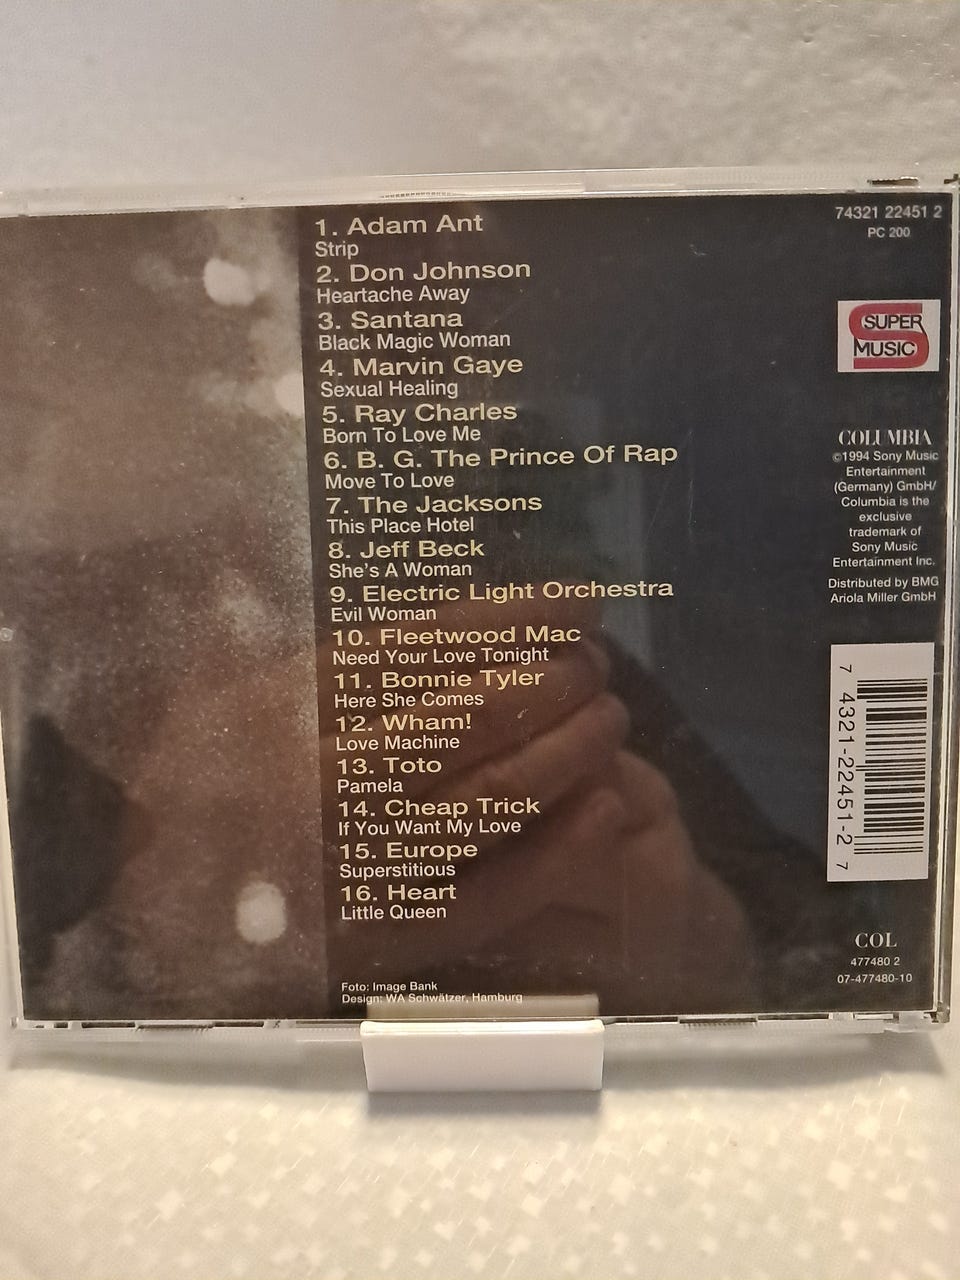 1. Adam Ant
Strip
2. Don Johnson
Heartache Away
3. Santana
Black Magic Woman
4. Marvin Gaye
Sexual Healing
5. Ray Charles
Born To Love Me
6. B. G. The Prince Of Rap
Move To Love
7. The Jacksons
This Place Hotel
8. Jeff Beck
She's A Woman
9. Electric Light Orchestra
Evil Woman
10. Fleetwood Mac
Need Your Love Tonight
11. Bonnie Tyler
Here She Comes
12. Wham!
Love Machine
13. Toto
Pamela
14. Cheap Trick
If You Want My Love
15. Europe
Superstitious
16. Heart
Little Queen
Foto: Image Bank
Design: WA Schwätzer, Hamburg
74321 22451 2
PC 200
SUPER
MUSIC
COLUMBIA
©1994 Sony Music
Entertainment
(Germany) GmbH/
Columbia is the
exclusive
trademark of
Sony Music
Entertainment Inc.
Distributed by BMG
Ariola Miller GmbH
7 4321-22451-2 7
COL
477480 2
07-477480-10